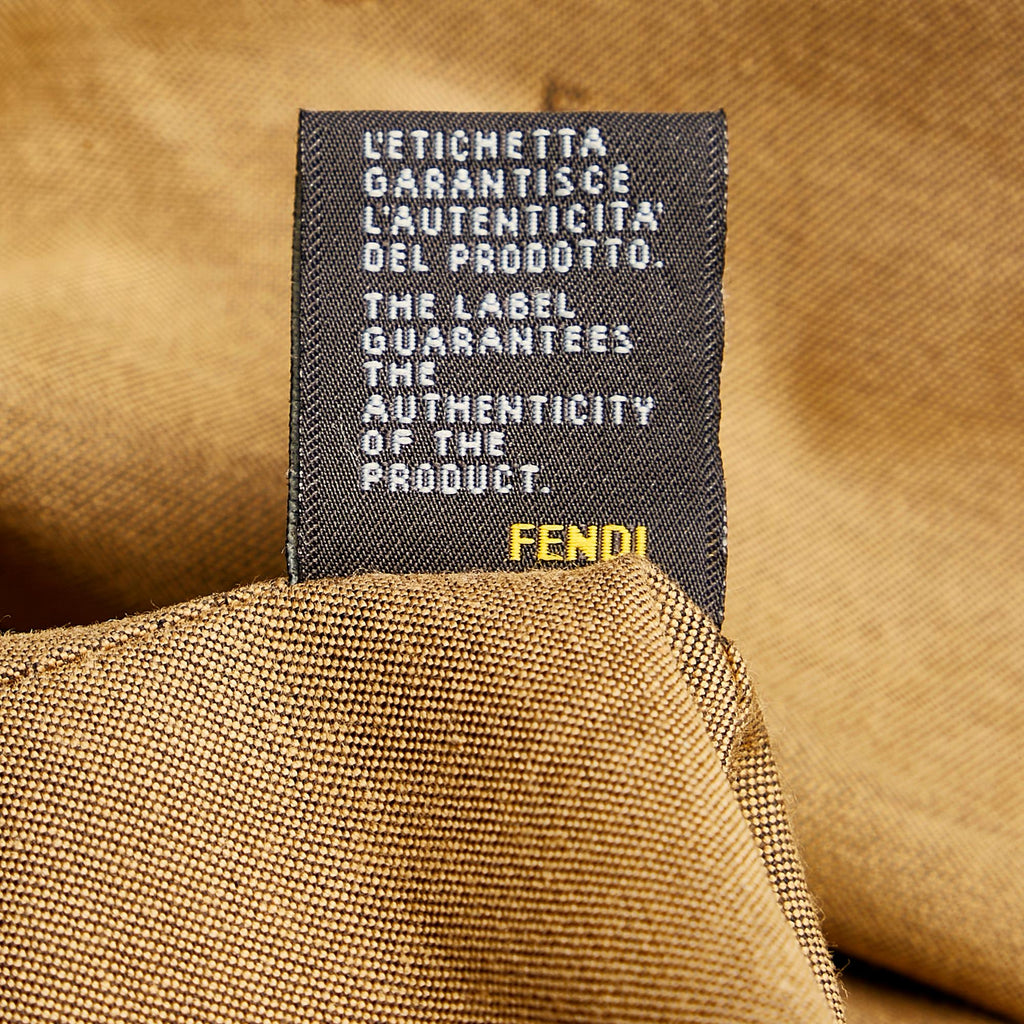 L'ETICHETTA
GARANTISCE
L'AUTENTICITA'
DEL PRODOTTO.
THE LABEL
GUARANTEES
THE
AUTHENTICITY
OF THE
PRODUCT.
FENDI